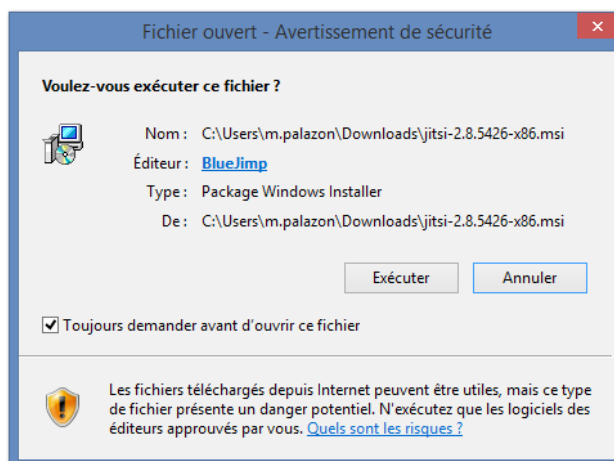 Fichier ouvert - Avertissement de sécurité
Voulez-vous exécuter ce fichier ?
Nom : C:\Users\m.palazon\Downloads\jitsi-2.8.5426-x86.msi
Éditeur : BlueJimp
Type : Package Windows Installer
De : C:\Users\m.palazon\Downloads\jitsi-2.8.5426-x86.msi
Exécuter Annuler
Toujours demander avant d'ouvrir ce fichier
Les fichiers téléchargés depuis Internet peuvent être utiles, mais ce type
de fichier présente un danger potentiel. N'exécutez que les logiciels des
éditeurs approuvés par vous. Quels sont les risques ?